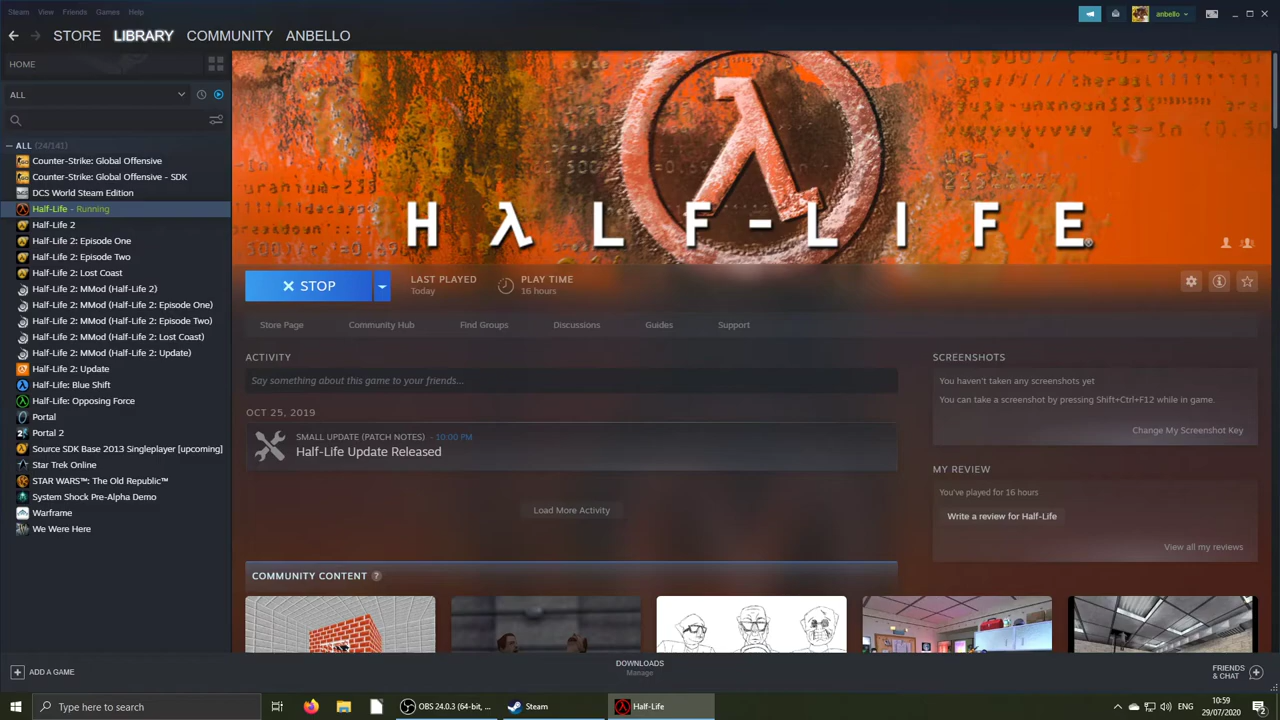 Steam View Friends Games Help
anbello
STORE LIBRARY COMMUNITY ANBELLO
HOME
ALL
ALL (24/141)
Counter-Strike: Global Offensive
Counter-Strike: Global Offensive - SDK
DCS World Steam Edition
Half-Life - Running
Half-Life 2
Half-Life 2: Episode One
Half-Life 2: Episode Two
Half-Life 2: Lost Coast
Half-Life 2: MMod (Half-Life 2)
Half-Life 2: MMod (Half-Life 2: Episode One)
Half-Life 2: MMod (Half-Life 2: Episode Two)
Half-Life 2: MMod (Half-Life 2: Lost Coast)
Half-Life 2: MMod (Half-Life 2: Update)
Half-Life 2: Update
Half-Life: Blue Shift
Half-Life: Opposing Force
Portal
Portal 2
Source SDK Base 2013 Singleplayer [upcoming]
Star Trek Online
STAR WARS™: The Old Republic™
System Shock Pre-Alpha Demo
Warframe
We Were Here
HλLF-LIFE®
STOP
LAST PLAYED
Today
PLAY TIME
16 hours
Store Page Community Hub Find Groups Discussions Guides Support
ACTIVITY
Say something about this game to your friends...
OCT 25, 2019
SMALL UPDATE (PATCH NOTES) - 10:00 PM
Half-Life Update Released
Load More Activity
COMMUNITY CONTENT ?
SCREENSHOTS
You haven't taken any screenshots yet
You can take a screenshot by pressing Shift+Ctrl+F12 while in game.
Change My Screenshot Key
MY REVIEW
You've played for 16 hours
Write a review for Half-Life
View all my reviews
ADD A GAME
DOWNLOADS
Manage
FRIENDS
& CHAT
Type here to search
OBS 24.0.3 (64-bit, ...
Steam
Half-Life
ENG
10:59
29/07/2020
2